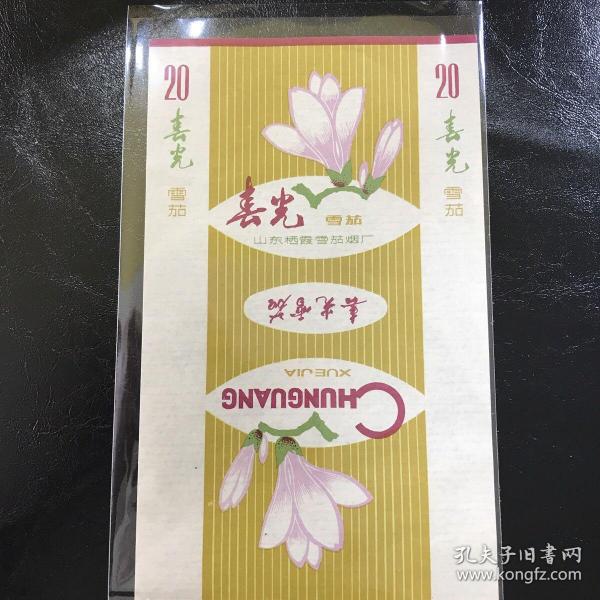 20
春光
雪茄
20
春光
雪茄
春光 雪茄
山东栖霞雪茄烟厂
春光雪茄
XUEJIA
CHUNGUANG
孔夫子旧書网
www.kongfz.com